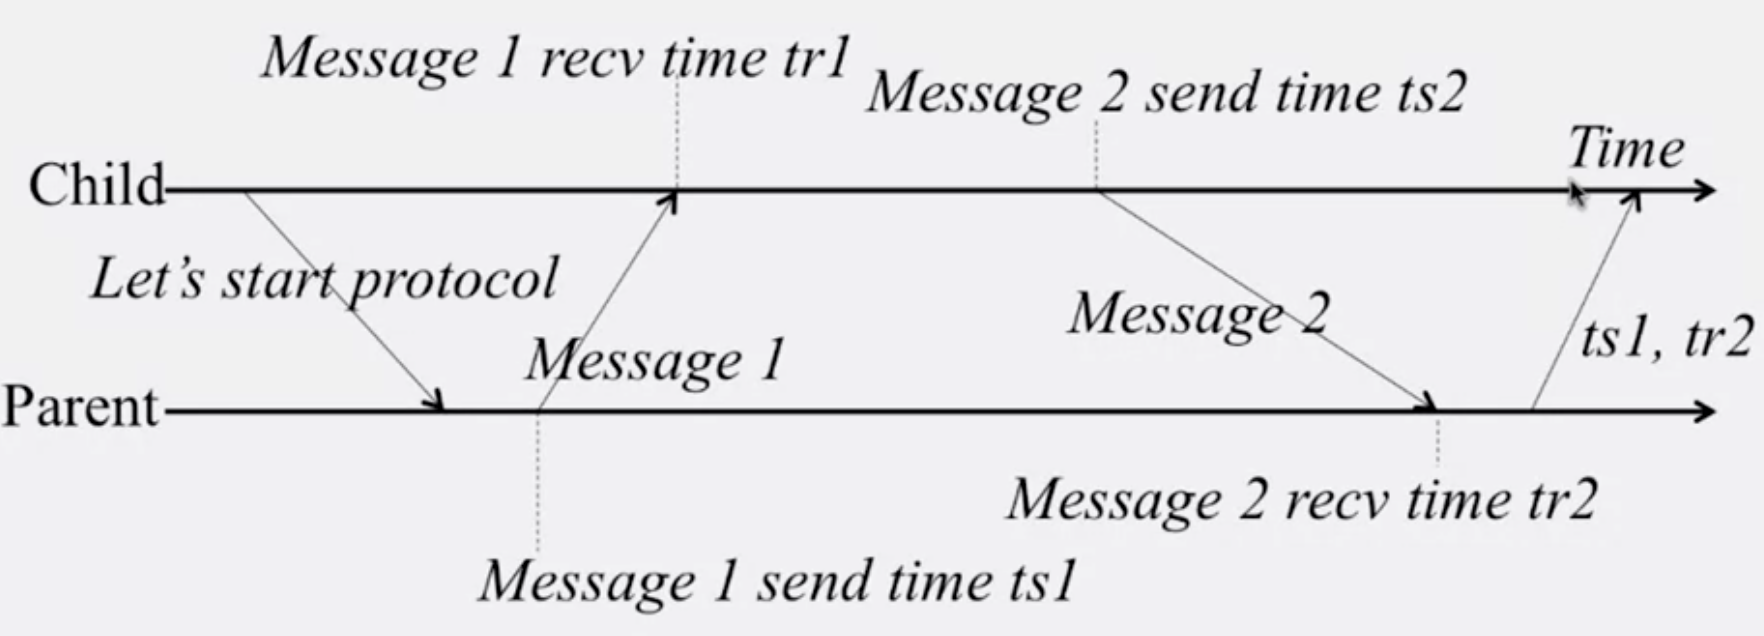 Message 1 recv time tr1
Message 2 send time ts2
Time
Child
Let's start protocol
Message 2
Message 1
ts1, tr2
Parent
Message 2 recv time tr2
Message 1 send time ts1